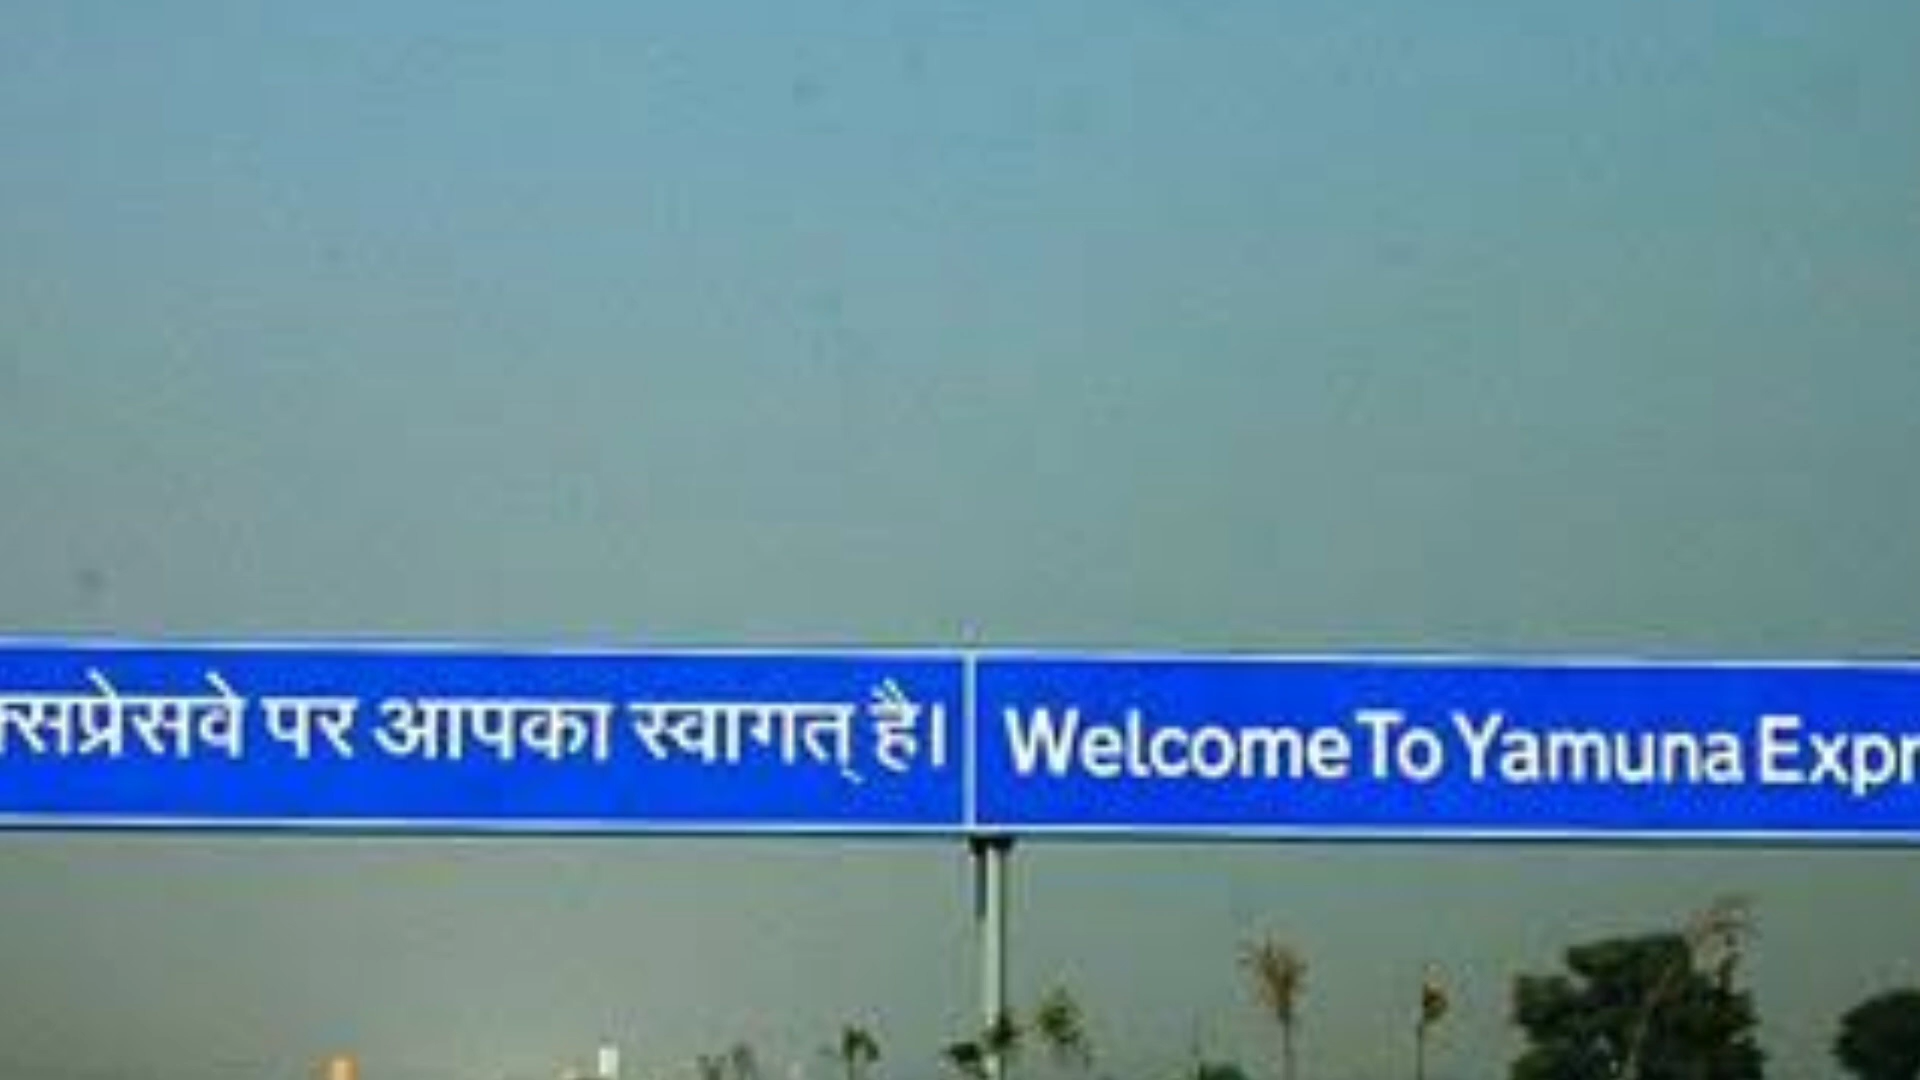 क्सप्रेसवे पर आपका स्वागत् है।
Welcome To Yamuna Expr